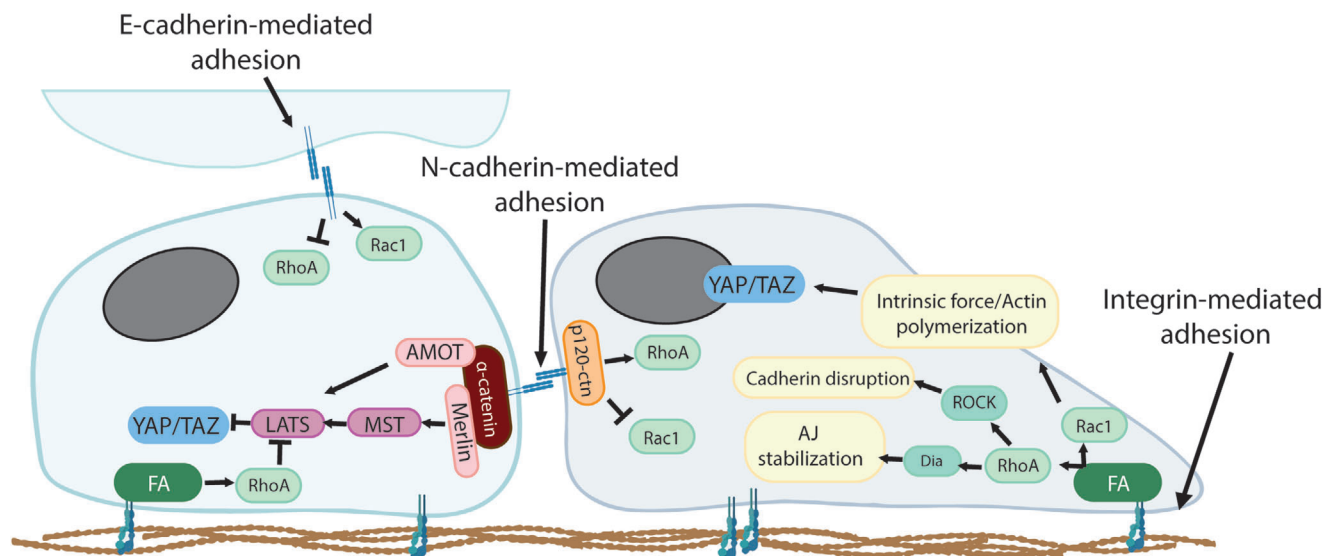 E-cadherin-mediated
adhesion
N-cadherin-mediated
adhesion
Integrin-mediated
adhesion
RhoA
Rac1
AMOT
α-catenin
Merlin
MST
LATS
YAP/TAZ
FA
RhoA
p120-ctn
RhoA
Rac1
YAP/TAZ
Intrinsic force/Actin
polymerization
Cadherin disruption
ROCK
AJ
stabilization
Dia
RhoA
Rac1
FA